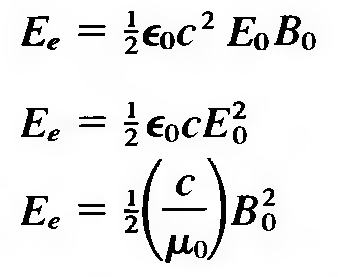 E_e = ½ϵ₀c² E₀B₀
E_e = ½ϵ₀cE₀²
E_e = ½(c/μ₀)B₀²